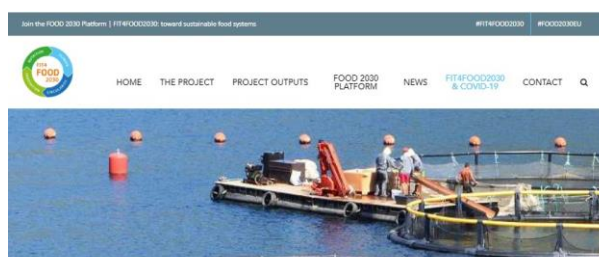 Join the FOOD 2030 Platform | FIT4FOOD2030: toward sustainable food systems
#FIT4FOOD2030 #FOOD2030EU
FIT4
FOOD
2030
HOME THE PROJECT PROJECT OUTPUTS FOOD 2030 PLATFORM NEWS FIT4FOOD2030 & COVID-19 CONTACT